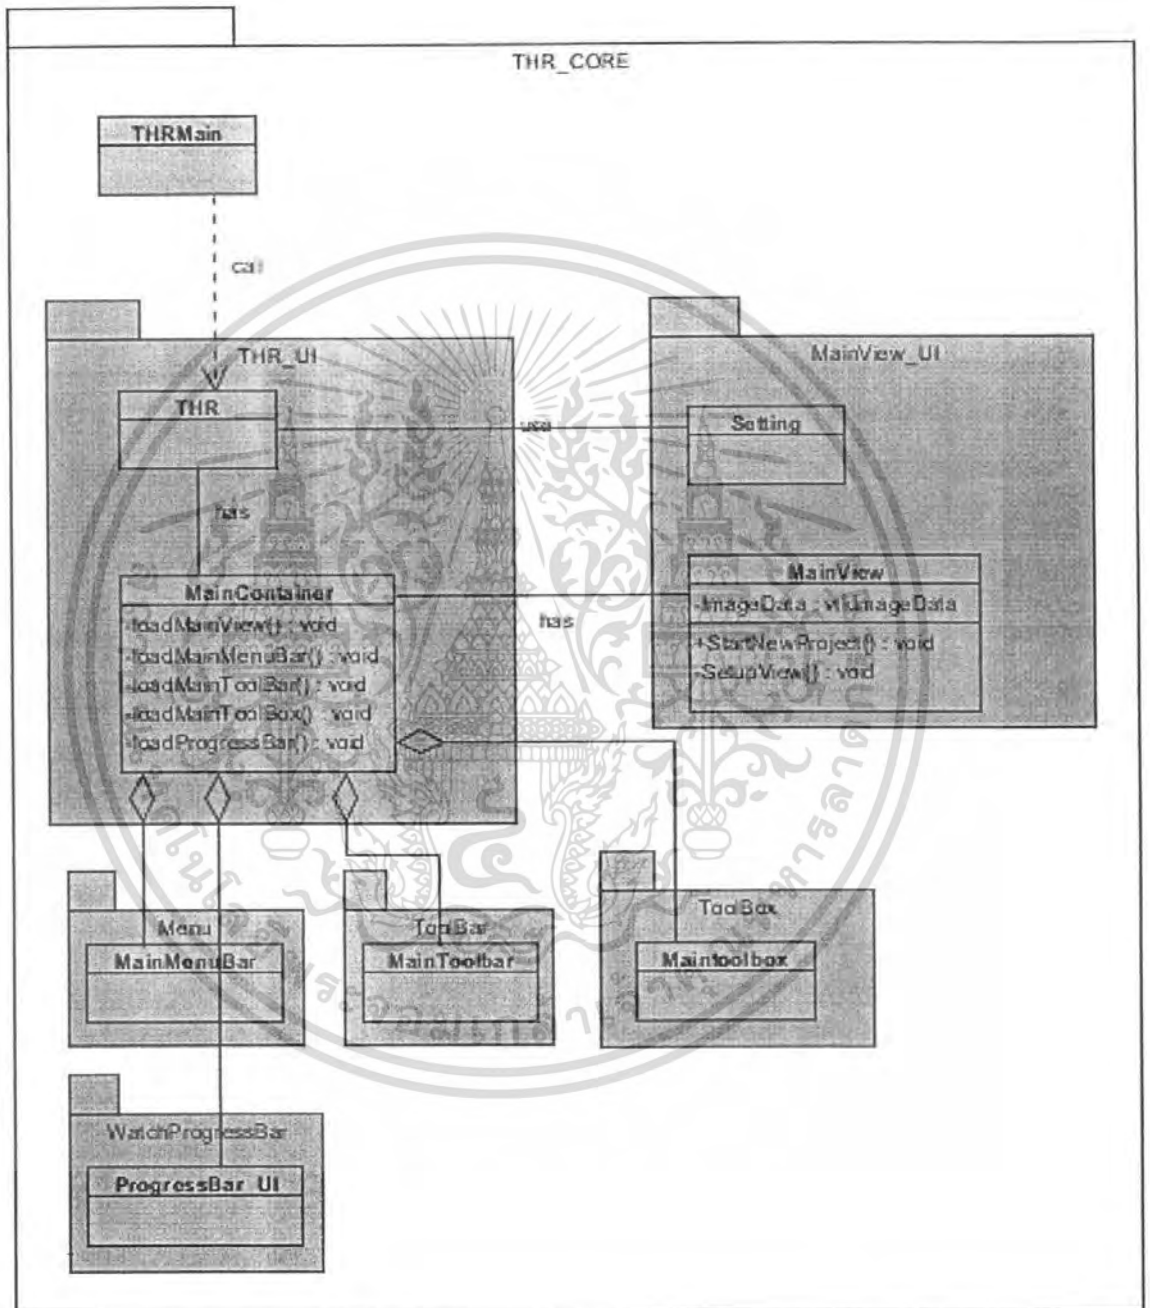 THR_CORE
THRMain
call
THR_UI
THR
has
MainContainer
-loadMainView() : void
-loadMainMenuBar() : void
-loadMainToolBar() : void
-loadMainToolBox() : void
-loadProgressBar() : void
use
has
MainView_UI
Setting
MainView
-ImageData : vtkImageData
+StartNewProject() : void
-SetupView() : void
Menu
MainMenuBar
ToolBar
MainToolbar
ToolBox
Maintoolbox
WatchProgressBar
ProgressBar_UI